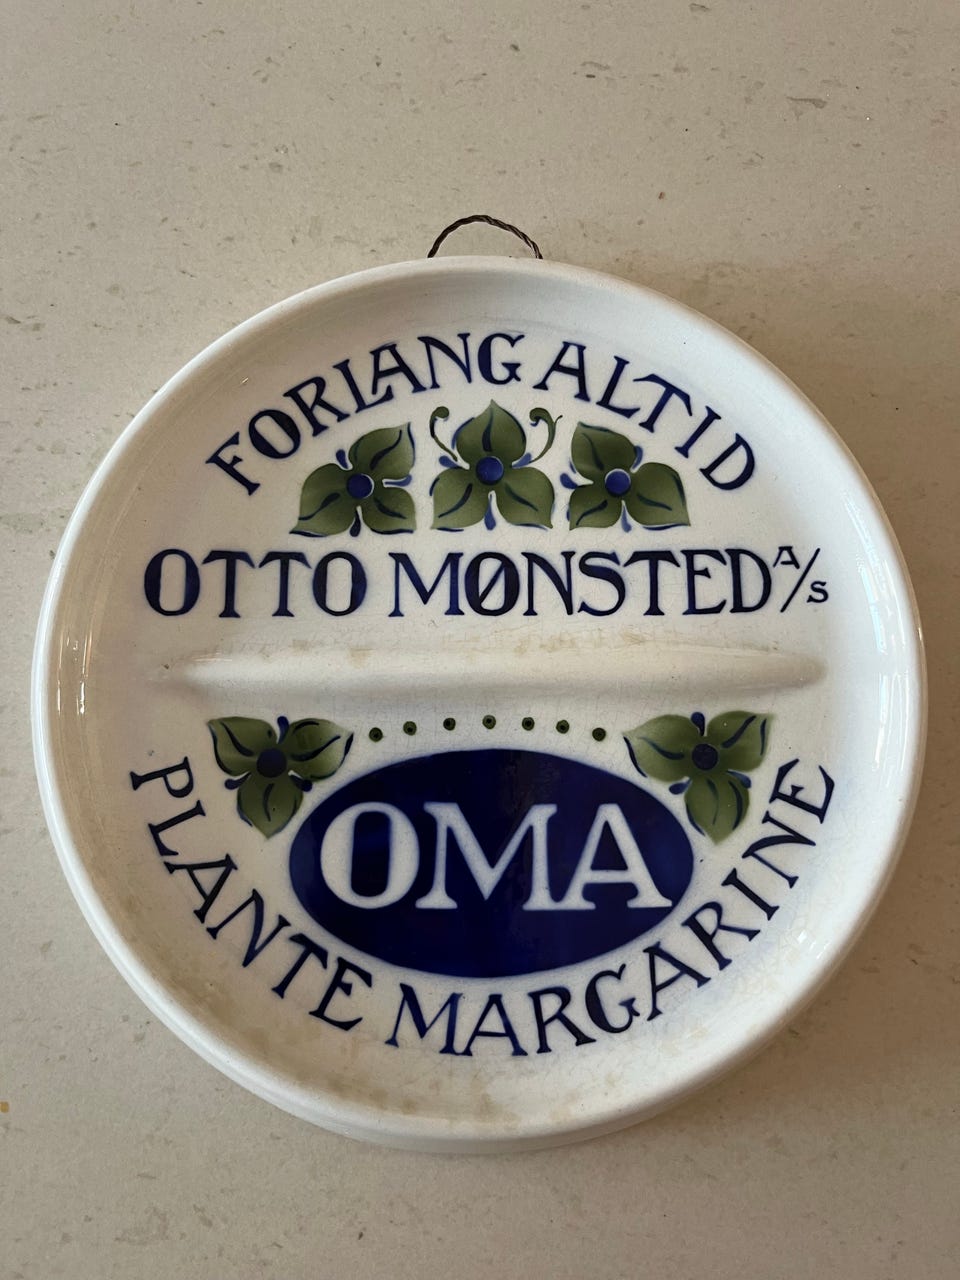 FORLANG ALTID
OTTO MØNSTED A/S
OMA
PLANTE MARGARINE